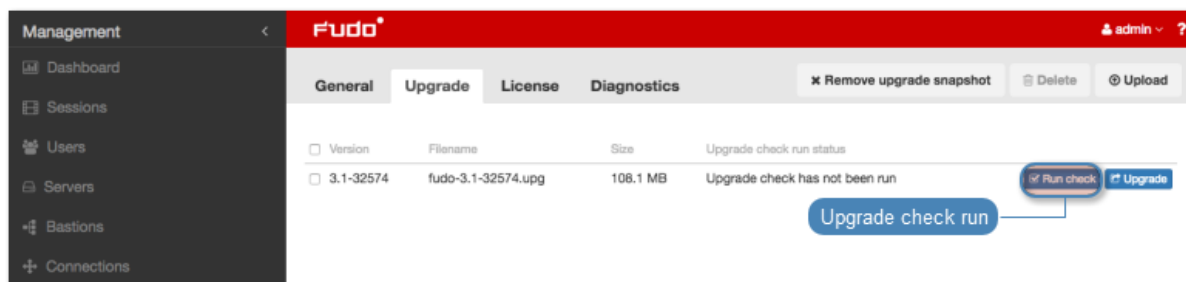 Management
FUDO
admin
?
Dashboard
Sessions
Users
Servers
Bastions
Connections
General Upgrade License Diagnostics
Remove upgrade snapshot Delete Upload
Version Filename Size Upgrade check run status
3.1-32574 fudo-3.1-32574.upg 108.1 MB Upgrade check has not been run Run check Upgrade
Upgrade check run